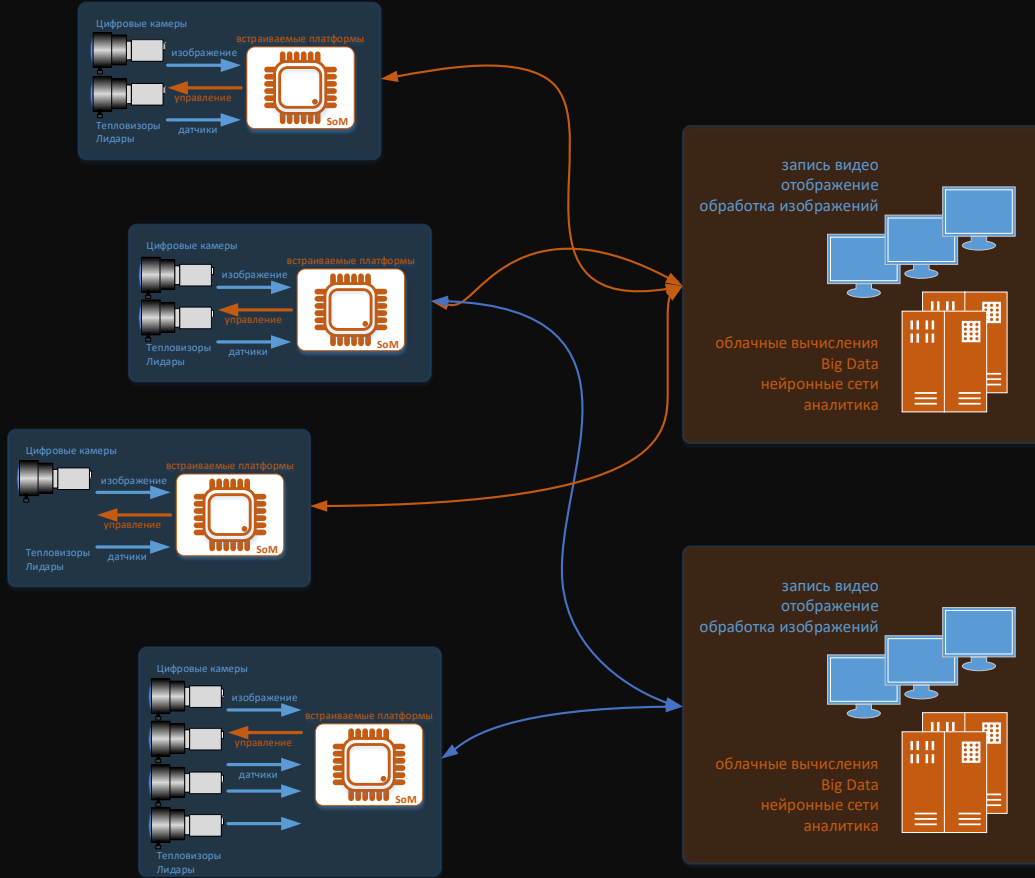 Цифровые камеры
встраиваемые платформы
изображение
управление
SoM
Тепловизоры
датчики
Лидары
запись видео
отображение
обработка изображений
облачные вычисления
Big Data
нейронные сети
аналитика
Цифровые камеры
встраиваемые платформы
изображение
управление
SoM
Тепловизоры
датчики
Лидары
Цифровые камеры
встраиваемые платформы
изображение
управление
SoM
Тепловизоры
датчики
Лидары
запись видео
отображение
обработка изображений
облачные вычисления
Big Data
нейронные сети
аналитика
Цифровые камеры
изображение
встраиваемые платформы
управление
датчики
SoM
Тепловизоры
Лидары